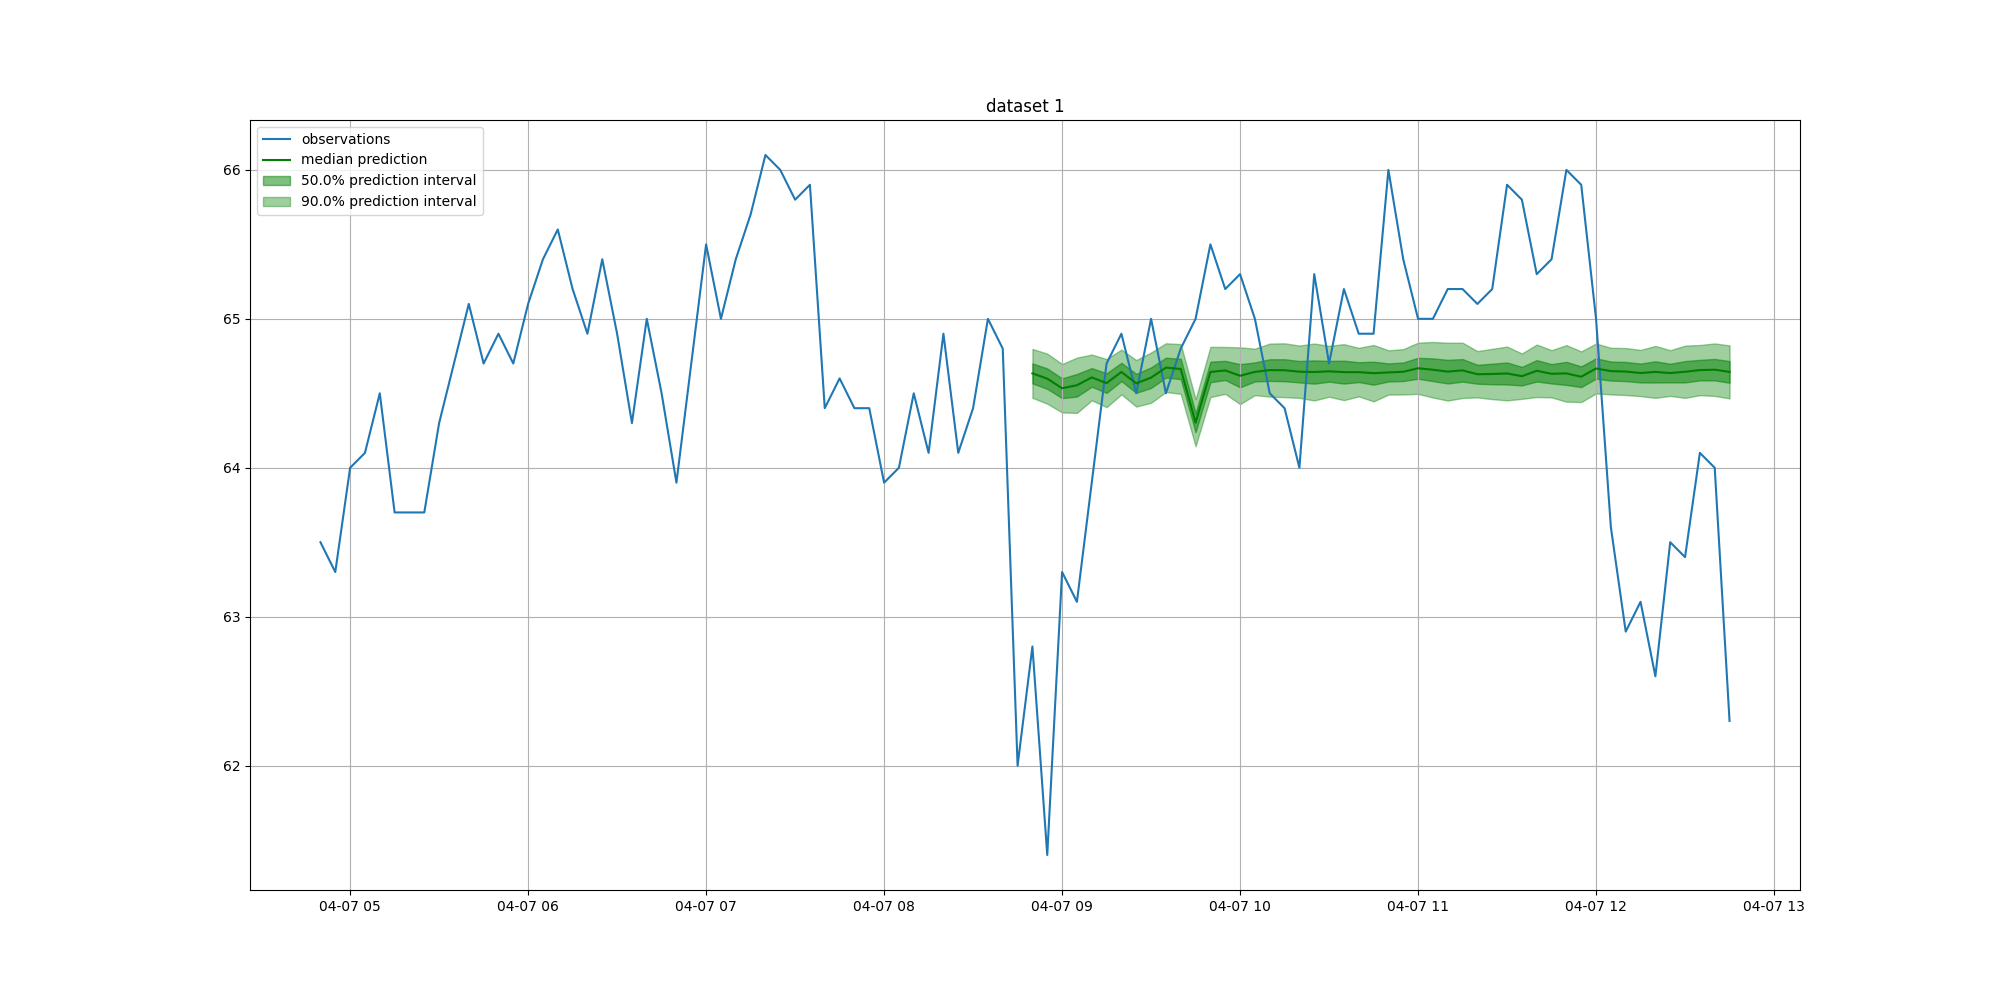 dataset 1
observations
median prediction
50.0% prediction interval
90.0% prediction interval
66
65
64
63
62
04-07 05
04-07 06
04-07 07
04-07 08
04-07 09
04-07 10
04-07 11
04-07 12
04-07 13